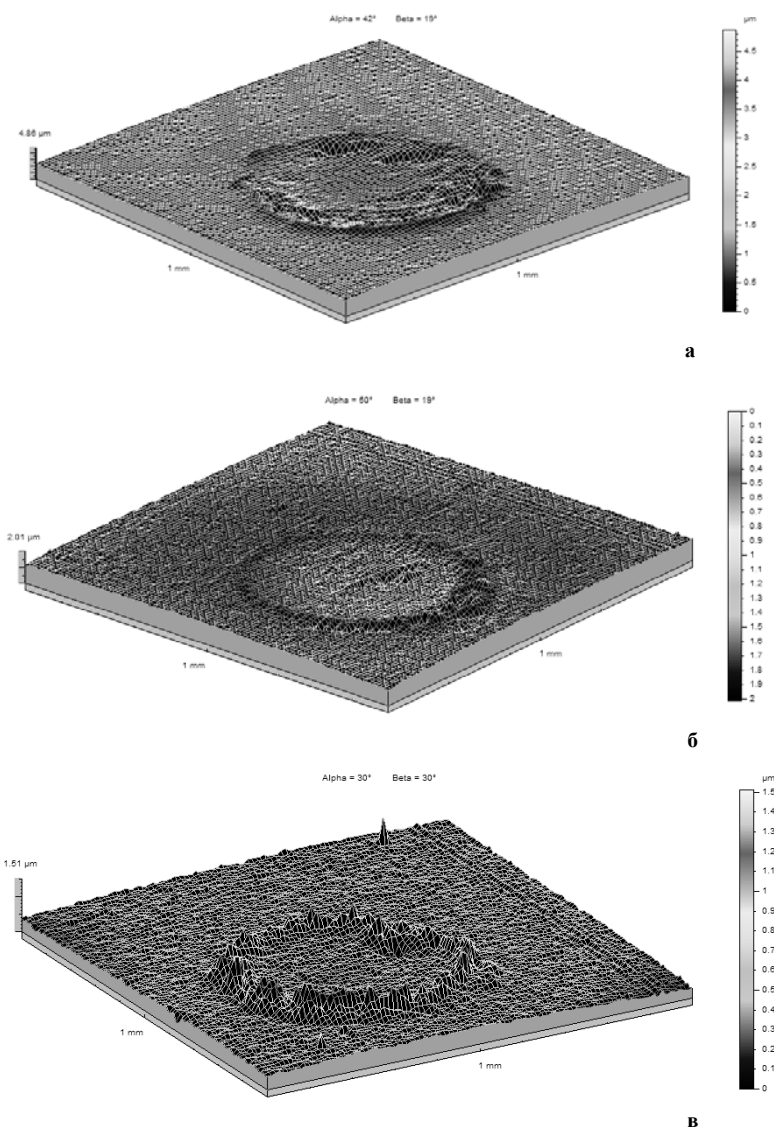 Alpha = 42° Beta = 19°
µm
4.5
4
3.5
3
2.5
2
1.5
1
0.5
0
4.86 µm
1 mm
1 mm
а
Alpha = 60° Beta = 19°
0
0.1
0.2
0.3
0.4
0.5
0.6
0.7
0.8
0.9
1
1.1
1.2
1.3
1.4
1.5
1.6
1.7
1.8
1.9
2
2.01 µm
1 mm
1 mm
б
Alpha = 30° Beta = 30°
µm
1.5
1.4
1.3
1.2
1.1
1
0.9
0.8
0.7
0.6
0.5
0.4
0.3
0.2
0.1
0
1.51 µm
1 mm
1 mm
в